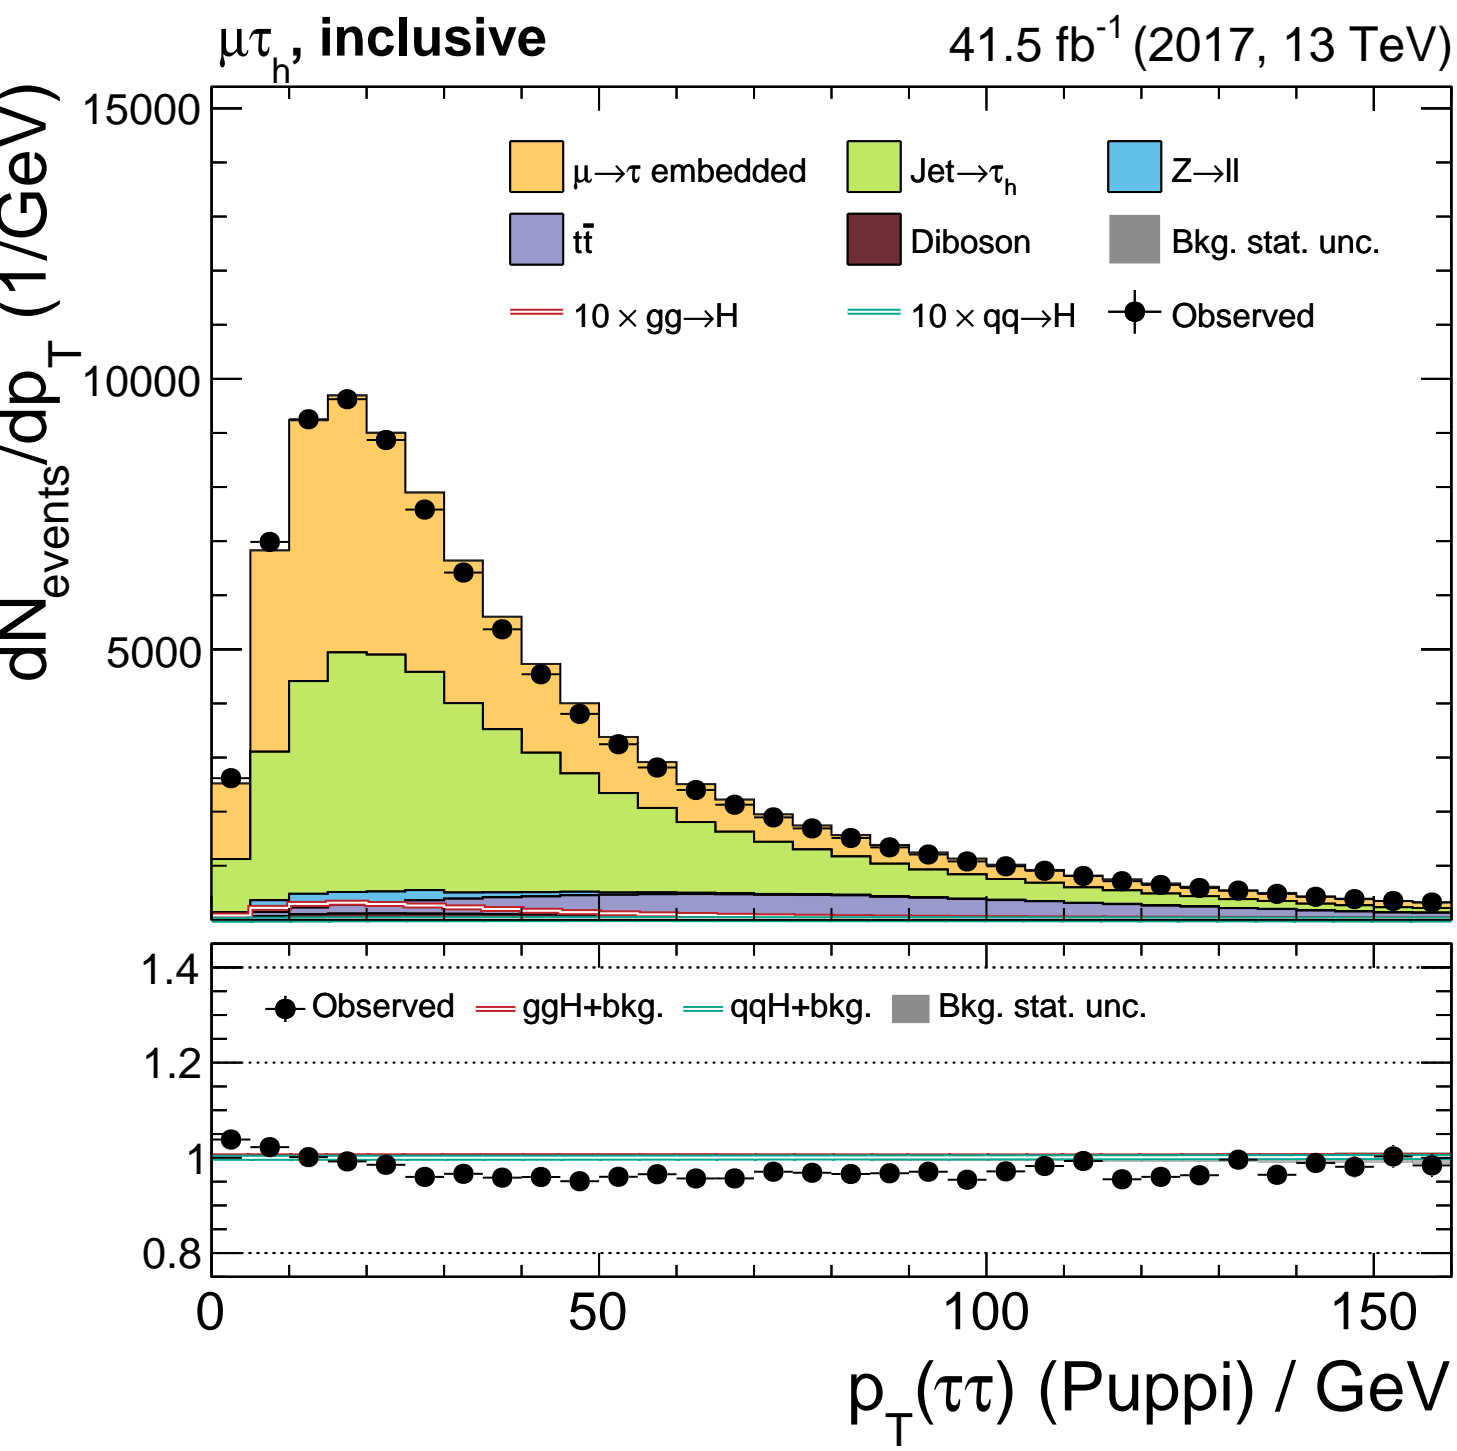 μτh, inclusive
41.5 fb-1 (2017, 13 TeV)
dNevents/dpT (1/GeV)
15000
10000
5000
μ→τ embedded
Jet→τh
Z→ll
tt̄
Diboson
Bkg. stat. unc.
10 × gg→H
10 × qq→H
Observed
1.4
1.2
1
0.8
Observed
ggH+bkg.
qqH+bkg.
Bkg. stat. unc.
0
50
100
150
pT(ττ) (Puppi) / GeV